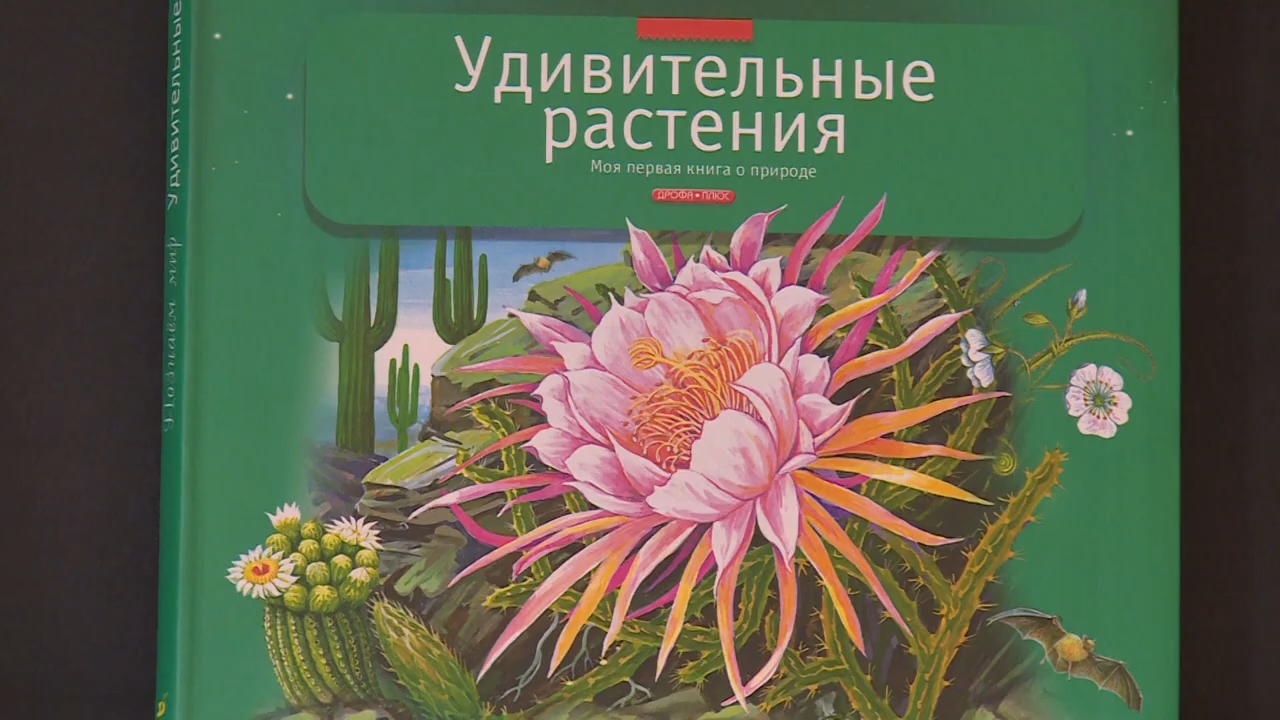 Удивительные
растения
Моя первая книга о природе
ДРОФА • ПЛЮС
Познаём мир Удивительные